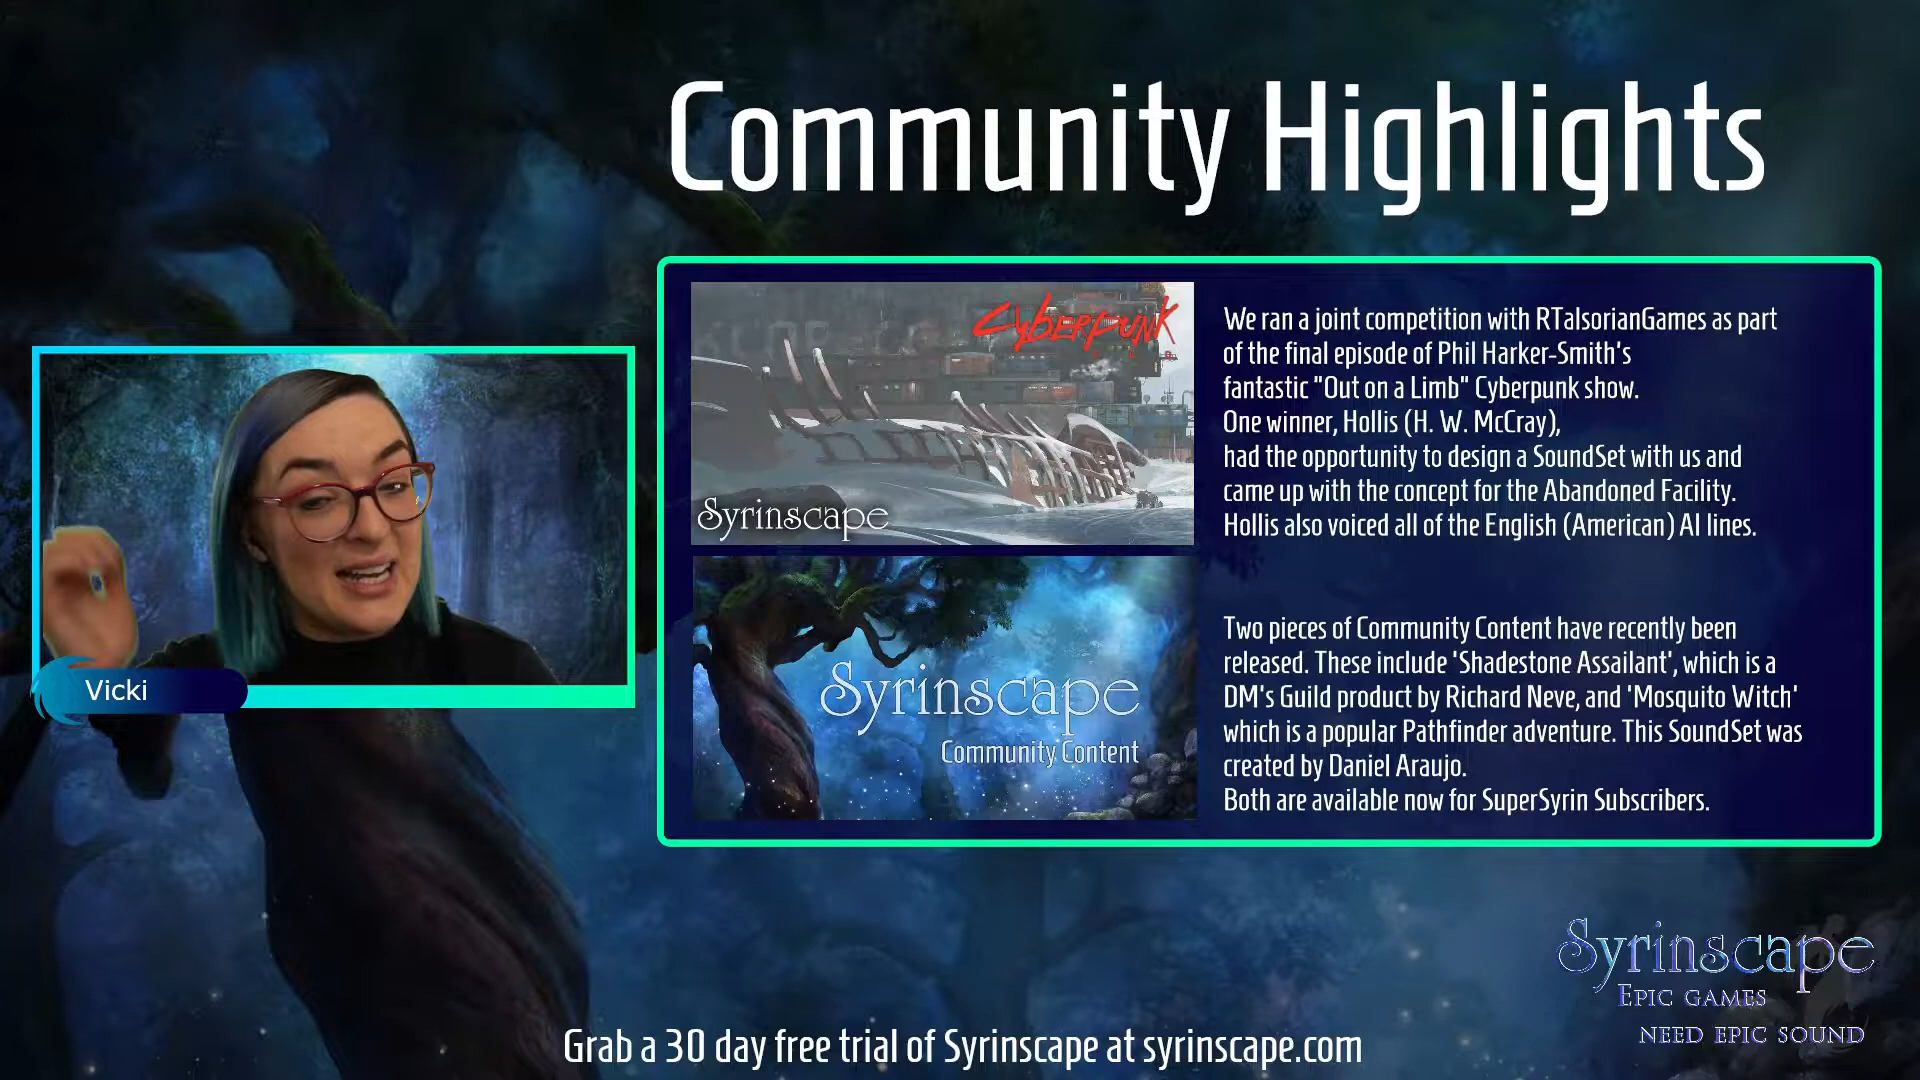 Community Highlights
CYBERPUNK
Syrinscape
We ran a joint competition with RTalsorianGames as part
of the final episode of Phil Harker-Smith's
fantastic "Out on a Limb" Cyberpunk show.
One winner, Hollis (H. W. McCray),
had the opportunity to design a SoundSet with us and
came up with the concept for the Abandoned Facility.
Hollis also voiced all of the English (American) AI lines.
Syrinscape
Community Content
Two pieces of Community Content have recently been
released. These include 'Shadestone Assailant', which is a
DM's Guild product by Richard Neve, and 'Mosquito Witch'
which is a popular Pathfinder adventure. This SoundSet was
created by Daniel Araujo.
Both are available now for SuperSyrin Subscribers.
Vicki
Syrinscape
EPIC GAMES
NEED EPIC SOUND
Grab a 30 day free trial of Syrinscape at syrinscape.com